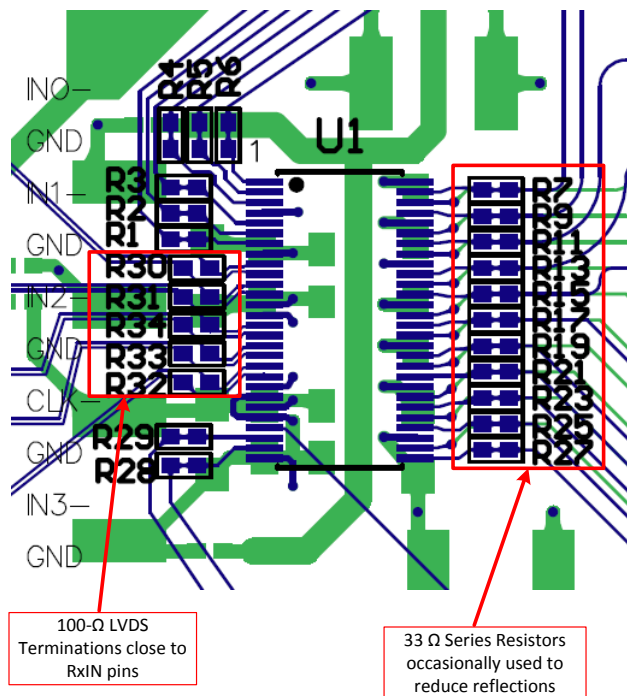 R4
R5
R6
IN0-
GND
U1
1
IN1-
R3
R2
R1
GND
R30
R31
IN2-
R34
GND
R33
R32
CLK-
R29
GND
R28
IN3-
GND
R7
R9
R11
R13
R15
R17
R19
R21
R23
R25
R27
100-Ω LVDS
Terminations close to
RxIN pins
33 Ω Series Resistors
occasionally used to
reduce reflections